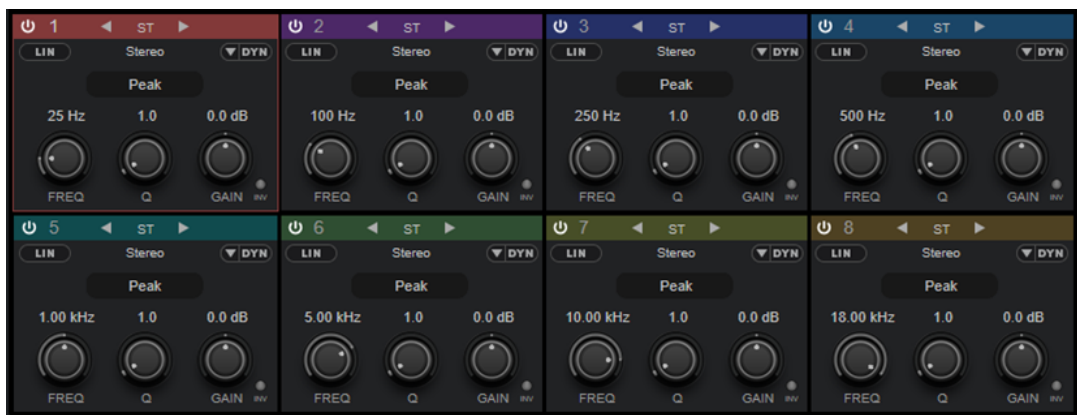 1 ST
LIN Stereo DYN
Peak
25 Hz 1.0 0.0 dB
FREQ Q GAIN INV
2 ST
LIN Stereo DYN
Peak
100 Hz 1.0 0.0 dB
FREQ Q GAIN INV
3 ST
LIN Stereo DYN
Peak
250 Hz 1.0 0.0 dB
FREQ Q GAIN INV
4 ST
LIN Stereo DYN
Peak
500 Hz 1.0 0.0 dB
FREQ Q GAIN INV
5 ST
LIN Stereo DYN
Peak
1.00 kHz 1.0 0.0 dB
FREQ Q GAIN INV
6 ST
LIN Stereo DYN
Peak
5.00 kHz 1.0 0.0 dB
FREQ Q GAIN INV
7 ST
LIN Stereo DYN
Peak
10.00 kHz 1.0 0.0 dB
FREQ Q GAIN INV
8 ST
LIN Stereo DYN
Peak
18.00 kHz 1.0 0.0 dB
FREQ Q GAIN INV